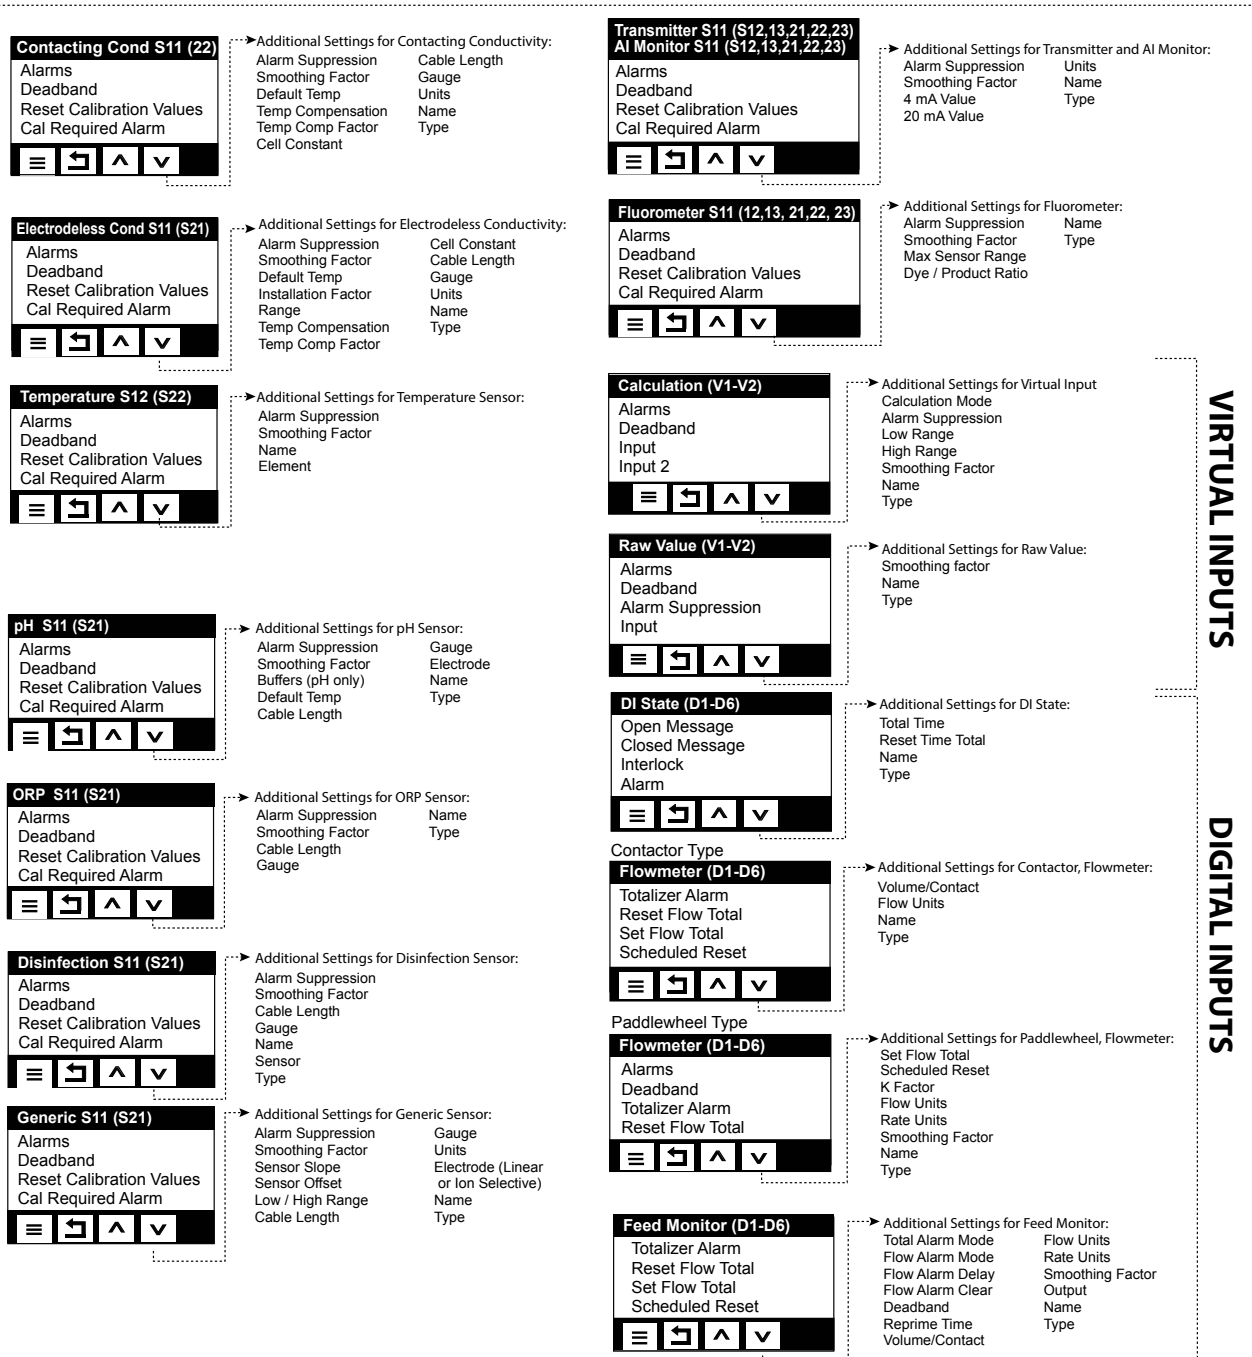 Contacting Cond S11 (22)
Alarms
Deadband
Reset Calibration Values
Cal Required Alarm
Additional Settings for Contacting Conductivity:
Alarm Suppression
Smoothing Factor
Default Temp
Temp Compensation
Temp Comp Factor
Cell Constant
Cable Length
Gauge
Units
Name
Type
Electrodeless Cond S11 (S21)
Alarms
Deadband
Reset Calibration Values
Cal Required Alarm
Additional Settings for Electrodeless Conductivity:
Alarm Suppression
Smoothing Factor
Default Temp
Installation Factor
Range
Temp Compensation
Temp Comp Factor
Cell Constant
Cable Length
Gauge
Units
Name
Type
Temperature S12 (S22)
Alarms
Deadband
Reset Calibration Values
Cal Required Alarm
Additional Settings for Temperature Sensor:
Alarm Suppression
Smoothing Factor
Name
Element
pH S11 (S21)
Alarms
Deadband
Reset Calibration Values
Cal Required Alarm
Additional Settings for pH Sensor:
Alarm Suppression
Smoothing Factor
Buffers (pH only)
Default Temp
Cable Length
Gauge
Electrode
Name
Type
ORP S11 (S21)
Alarms
Deadband
Reset Calibration Values
Cal Required Alarm
Additional Settings for ORP Sensor:
Alarm Suppression
Smoothing Factor
Cable Length
Gauge
Name
Type
Disinfection S11 (S21)
Alarms
Deadband
Reset Calibration Values
Cal Required Alarm
Additional Settings for Disinfection Sensor:
Alarm Suppression
Smoothing Factor
Cable Length
Gauge
Name
Sensor
Type
Generic S11 (S21)
Alarms
Deadband
Reset Calibration Values
Cal Required Alarm
Additional Settings for Generic Sensor:
Alarm Suppression
Smoothing Factor
Sensor Slope
Sensor Offset
Low / High Range
Cable Length
Gauge
Units
Electrode (Linear
or Ion Selective)
Name
Type
Transmitter S11 (S12,13,21,22,23)
AI Monitor S11 (S12,13,21,22,23)
Alarms
Deadband
Reset Calibration Values
Cal Required Alarm
Additional Settings for Transmitter and AI Monitor:
Alarm Suppression
Smoothing Factor
4 mA Value
20 mA Value
Units
Name
Type
Fluorometer S11 (12,13, 21,22, 23)
Alarms
Deadband
Reset Calibration Values
Cal Required Alarm
Additional Settings for Fluorometer:
Alarm Suppression
Smoothing Factor
Max Sensor Range
Dye / Product Ratio
Name
Type
VIRTUAL INPUTS
Calculation (V1-V2)
Alarms
Deadband
Input
Input 2
Additional Settings for Virtual Input
Calculation Mode
Alarm Suppression
Low Range
High Range
Smoothing Factor
Name
Type
Raw Value (V1-V2)
Alarms
Deadband
Alarm Suppression
Input
Additional Settings for Raw Value:
Smoothing factor
Name
Type
DIGITAL INPUTS
DI State (D1-D6)
Open Message
Closed Message
Interlock
Alarm
Additional Settings for DI State:
Total Time
Reset Time Total
Name
Type
Contactor Type
Flowmeter (D1-D6)
Totalizer Alarm
Reset Flow Total
Set Flow Total
Scheduled Reset
Additional Settings for Contactor, Flowmeter:
Volume/Contact
Flow Units
Name
Type
Paddlewheel Type
Flowmeter (D1-D6)
Alarms
Deadband
Totalizer Alarm
Reset Flow Total
Additional Settings for Paddlewheel, Flowmeter:
Set Flow Total
Scheduled Reset
K Factor
Flow Units
Rate Units
Smoothing Factor
Name
Type
Feed Monitor (D1-D6)
Totalizer Alarm
Reset Flow Total
Set Flow Total
Scheduled Reset
Additional Settings for Feed Monitor:
Total Alarm Mode
Flow Alarm Mode
Flow Alarm Delay
Flow Alarm Clear
Deadband
Reprime Time
Volume/Contact
Flow Units
Rate Units
Smoothing Factor
Output
Name
Type